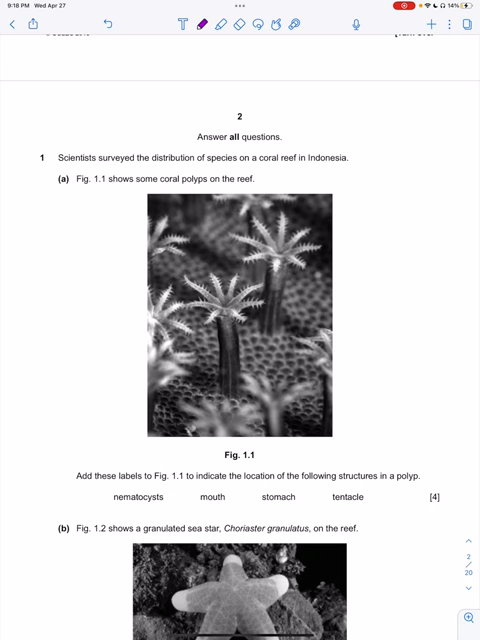 9:18 PM Wed Apr 27
14%
2
Answer all questions.
1 Scientists surveyed the distribution of species on a coral reef in Indonesia.
(a) Fig. 1.1 shows some coral polyps on the reef.
Fig. 1.1
Add these labels to Fig. 1.1 to indicate the location of the following structures in a polyp.
nematocysts mouth stomach tentacle [4]
(b) Fig. 1.2 shows a granulated sea star, Choriaster granulatus, on the reef.
2
/
20